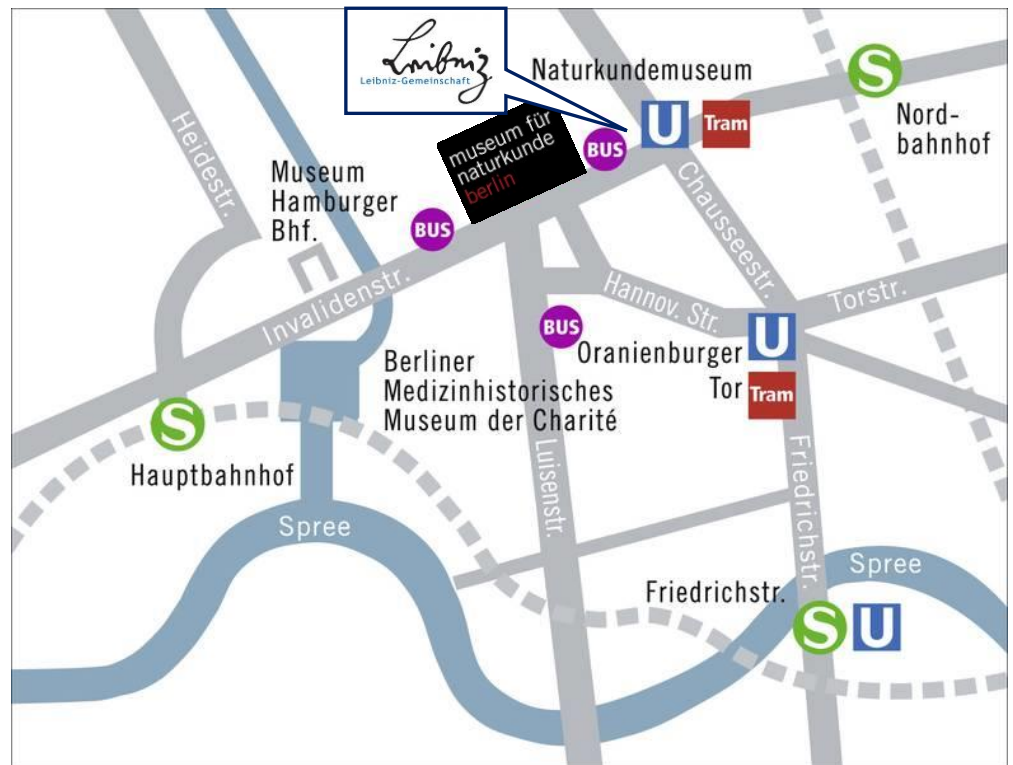 Leibniz
Leibniz-Gemeinschaft
Naturkundemuseum
S
Nord-
bahnhof
U
Tram
BUS
museum für
naturkunde
berlin
Heidestr.
Museum
Hamburger
Bhf.
BUS
Chausseestr.
Invalidenstr.
Hannov. Str.
Torstr.
BUS
Oranienburger
Tor
U
Tram
Berliner
Medizinhistorisches
Museum der Charité
S
Hauptbahnhof
Luisenstr.
Friedrichstr.
Spree
Spree
Friedrichstr.
S
U